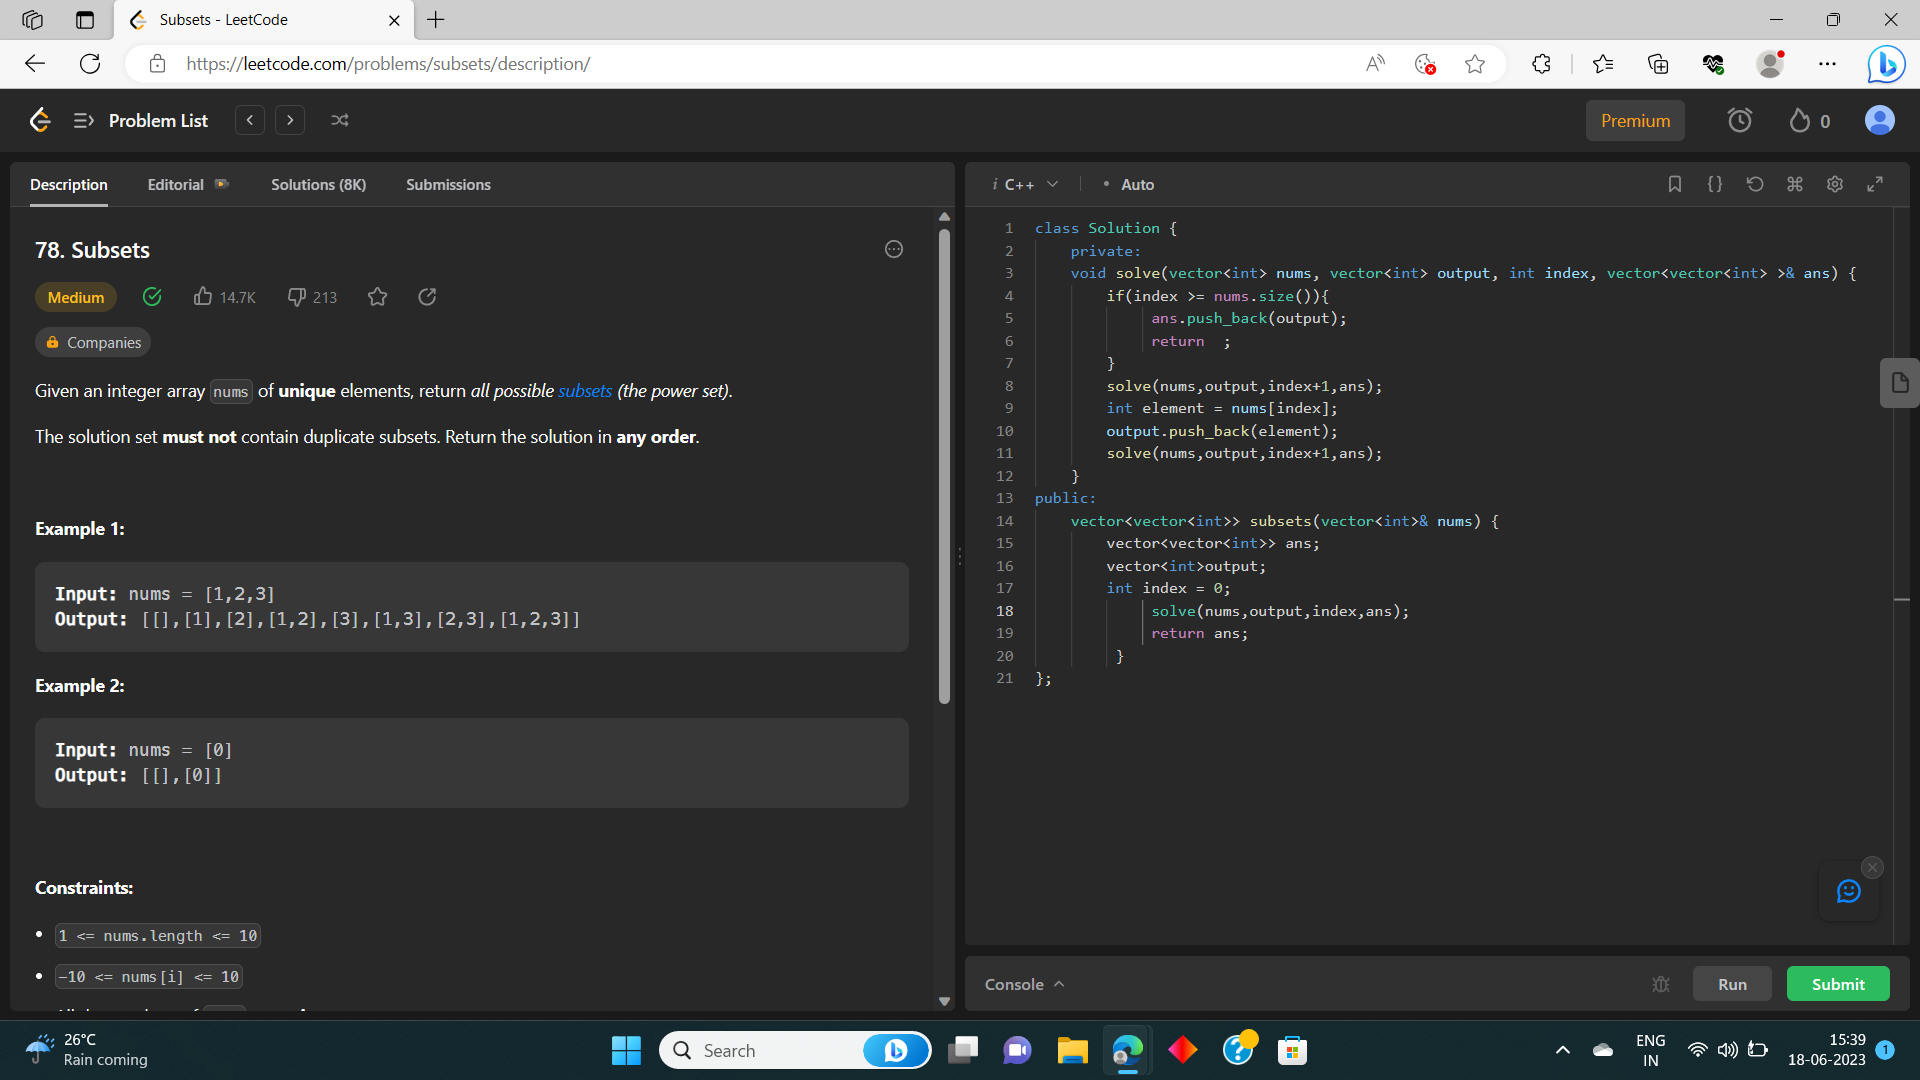 Subsets - LeetCode
https://leetcode.com/problems/subsets/description/
Problem List
Premium
0
Description Editorial Solutions (8K) Submissions
78. Subsets
Medium 14.7K 213
Companies
Given an integer array nums of unique elements, return all possible subsets (the power set).
The solution set must not contain duplicate subsets. Return the solution in any order.
Example 1:
Input: nums = [1,2,3]
Output: [[],[1],[2],[1,2],[3],[1,3],[2,3],[1,2,3]]
Example 2:
Input: nums = [0]
Output: [[],[0]]
Constraints:
• 1 <= nums.length <= 10
• -10 <= nums[i] <= 10
i C++ • Auto
1 class Solution {
2 private:
3 void solve(vector<int> nums, vector<int> output, int index, vector<vector<int> >& ans) {
4 if(index >= nums.size()){
5 ans.push_back(output);
6 return ;
7 }
8 solve(nums,output,index+1,ans);
9 int element = nums[index];
10 output.push_back(element);
11 solve(nums,output,index+1,ans);
12 }
13 public:
14 vector<vector<int>> subsets(vector<int>& nums) {
15 vector<vector<int>> ans;
16 vector<int>output;
17 int index = 0;
18 solve(nums,output,index,ans);
19 return ans;
20 }
21 };
Console Run Submit
26°C
Rain coming
Search
ENG
IN
15:39
18-06-2023
1